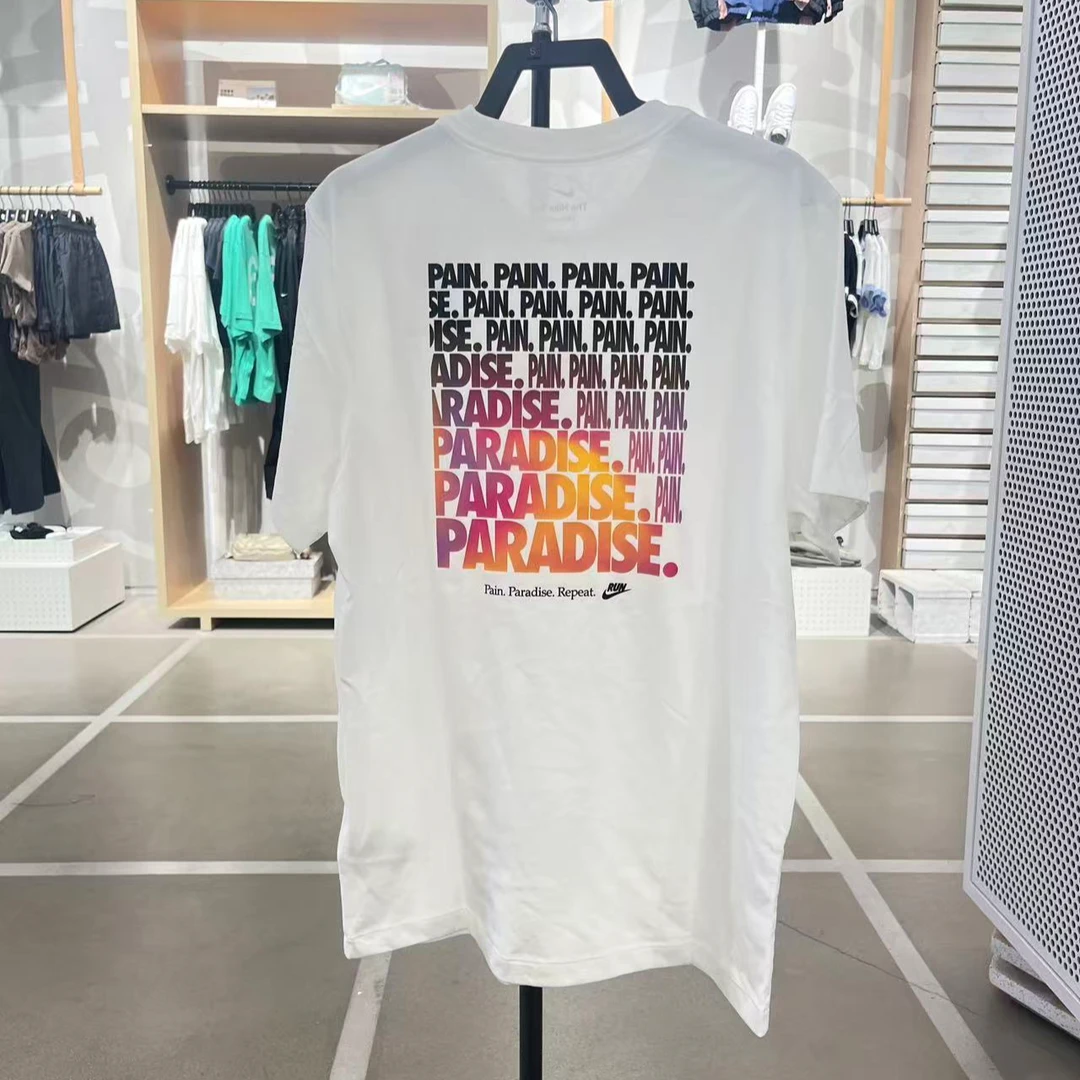 PAIN. PAIN. PAIN. PAIN.
SE. PAIN. PAIN. PAIN. PAIN.
DISE. PAIN. PAIN. PAIN. PAIN.
ADISE. PAIN. PAIN. PAIN. PAIN.
ARADISE. PAIN. PAIN. PAIN.
PARADISE. PAIN. PAIN.
PARADISE. PAIN.
PARADISE.
Pain. Paradise. Repeat. RUN